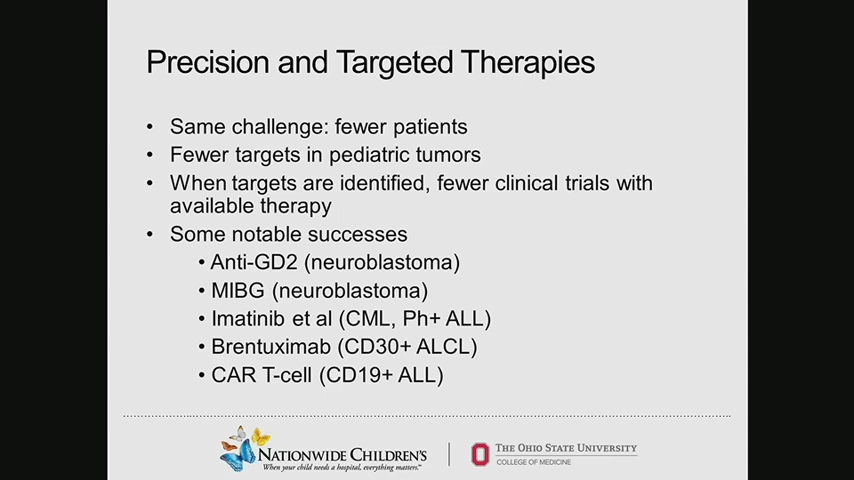 Precision and Targeted Therapies
• Same challenge: fewer patients
• Fewer targets in pediatric tumors
• When targets are identified, fewer clinical trials with
available therapy
• Some notable successes
• Anti-GD2 (neuroblastoma)
• MIBG (neuroblastoma)
• Imatinib et al (CML, Ph+ ALL)
• Brentuximab (CD30+ ALCL)
• CAR T-cell (CD19+ ALL)
NATIONWIDE CHILDREN'S
When your child needs a hospital, everything matters.℠
THE OHIO STATE UNIVERSITY
COLLEGE OF MEDICINE